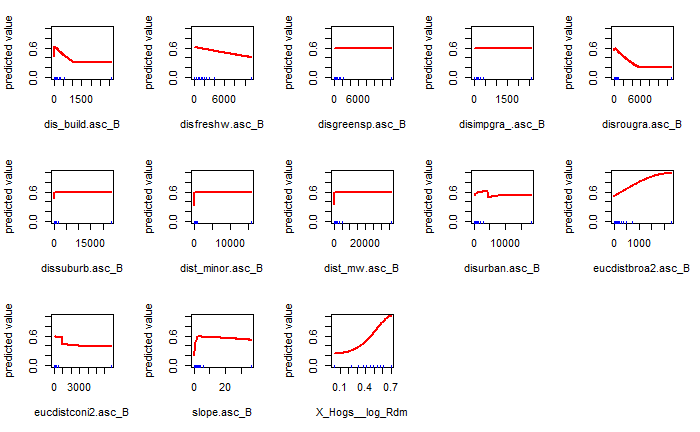 predicted value 0.0 0.6 0 1500 dis_build.asc_B
predicted value 0.0 0.6 0 6000 disfreshw.asc_B
predicted value 0.0 0.6 0 6000 disgreensp.asc_B
predicted value 0.0 0.6 0 1500 disimpgra_.asc_B
predicted value 0.0 0.6 0 6000 disrougra.asc_B
predicted value 0.0 0.6 0 15000 dissuburb.asc_B
predicted value 0.0 0.6 0 10000 dist_minor.asc_B
predicted value 0.0 0.6 0 20000 dist_mw.asc_B
predicted value 0.0 0.6 0 10000 disurban.asc_B
predicted value 0.0 0.6 0 1000 eucdistbroa2.asc_B
predicted value 0.0 0.6 0 3000 eucdistconi2.asc_B
predicted value 0.0 0.6 0 20 slope.asc_B
predicted value 0.0 0.6 0.1 0.4 0.7 X_Hogs__log_Rdm